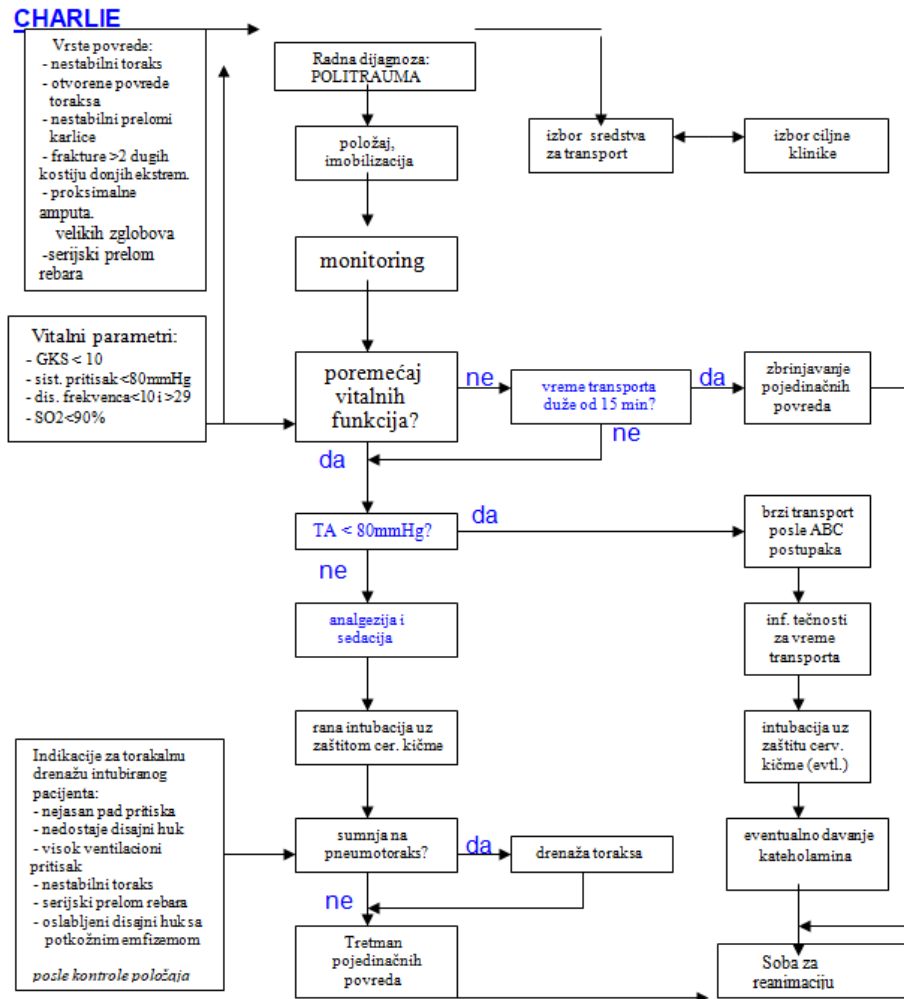 CHARLIE
Vrste povrede:
- nestabilni toraks
- otvorene povrede
toraksa
- nestabilni prelomi
karlice
- frakture >2 dugih
kostiju donjih ekstrem.
- proksimalne
amputa.
velikih zglobova
-serijski prelom
rebara
Radna dijagnoza:
POLITRAUMA
položaj,
imobilizacija
izbor sredstva
za transport
izbor ciljne
klinike
monitoring
Vitalni parametri:
- GKS < 10
- sist. pritisak <80mmHg
- dis. frekvenca<10 i >29
- SO2<90%
poremećaj
vitalnih
funkcija?
ne
vreme transporta
duže od 15 min?
da
zbrinjavanje
pojedinačnih
povreda
ne
da
TA < 80mmHg?
da
brzi transport
posle ABC
postupaka
ne
analgezija i
sedacija
inf. tečnosti
za vreme
transporta
rana intubacija uz
zaštitom cer. kičme
intubacija uz
zaštitu cerv.
kičme (evtl.)
Indikacije za torakalnu
drenažu intubiranog
pacijenta:
- nejasan pad pritiska
- nedostaje disajni huk
- visok ventilacioni
pritisak
- nestabilni toraks
- serijski prelom rebara
- oslabljeni disajni huk sa
potkožnim emfizemom
posle kontrole položaja
sumnja na
pneumotoraks?
da
drenaža toraksa
eventualno davanje
kateholamina
ne
Tretman
pojedinačnih
povreda
Soba za
reanimaciju